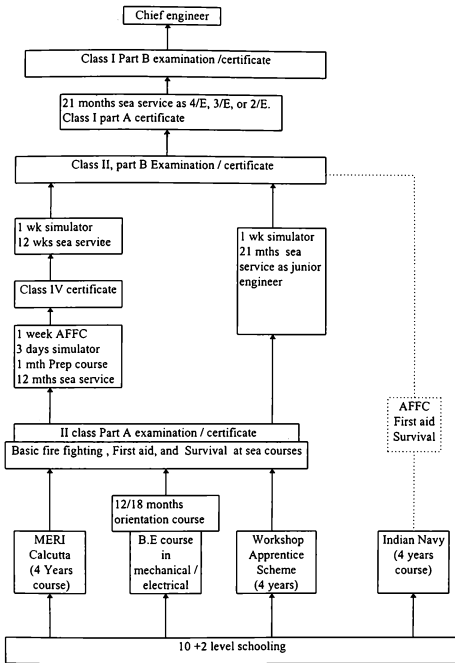 Chief engineer
Class I Part B examination /certificate
21 months sea service as 4/E, 3/E, or 2/E.
Class I part A certificate
Class II, part B Examination / certificate
1 wk simulator
12 wks sea service
1 wk simulator
21 mths sea
service as junior
engineer
Class 1V certificate
1 week AFFC
3 days simulator
1 mth Prep course
12 mths sea service
AFFC
First aid
Survival
II class Part A examination / certificate
Basic fire fighting , First aid, and Survival at sea courses
12/18 months
orientation course
MERI
Calcutta
(4 Years
course)
B.E course
in
mechanical /
electrical
Workshop
Apprentice
Scheme
(4 years)
Indian Navy
(4 years
course)
10 +2 level schooling